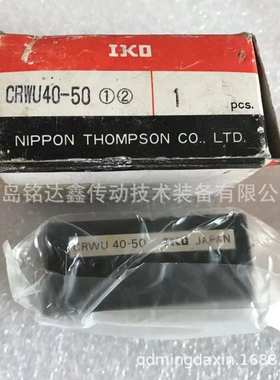 IKO
CRWU40-50 ①② 1
pcs.
NIPPON THOMPSON CO., LTD.
岛铭达鑫传动技术装备有限
CRWU 40-50 IKO JAPAN
qdmingdaxin.1688.